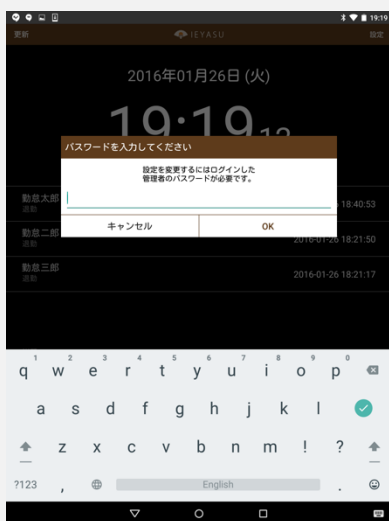 19:19
更新
IEYASU
設定
2016年01月26日 (火)
19:19 12
パスワードを入力してください
設定を変更するにはログインした
管理者のパスワードが必要です。
キャンセル
OK
勤怠太郎
退勤
18:40:53
勤怠二郎
退勤
2016-01-26 18:21:50
勤怠三郎
退勤
2016-01-26 18:21:17
1 2 3 4 5 6 7 8 9 0
q w e r t y u i o p
a s d f g h j k l
z x c v b n m ! ?
?123 , English .